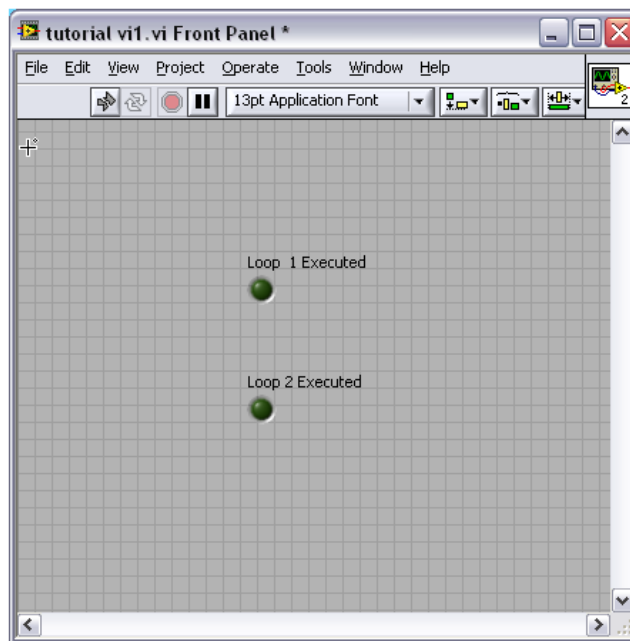 tutorial vi1.vi Front Panel *
File Edit View Project Operate Tools Window Help
13pt Application Font
2
Loop 1 Executed
Loop 2 Executed